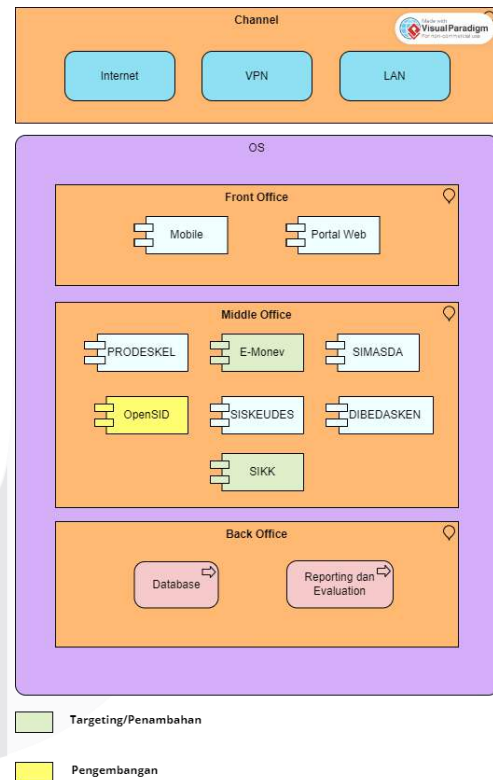 Channel
Made with
Visual Paradigm
For non-commercial use
Internet
VPN
LAN
OS
Front Office
Mobile
Portal Web
Middle Office
PRODESKEL
E-Monev
SIMASDA
OpenSID
SISKEUDES
DIBEDASKEN
SIKK
Back Office
Database
Reporting dan
Evaluation
Targeting/Penambahan
Pengembangan